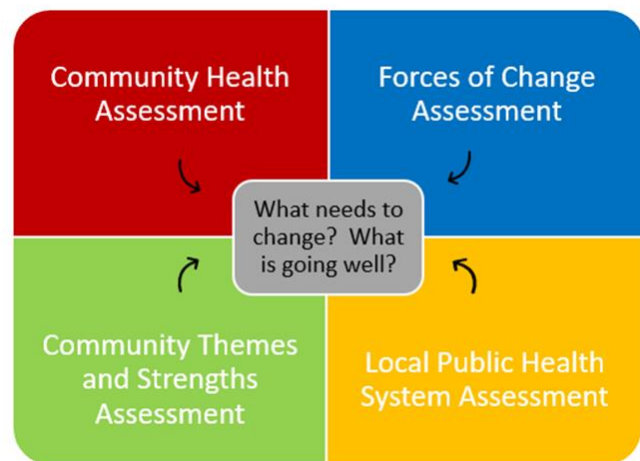 Community Health
Assessment
Forces of Change
Assessment
What needs to
change? What
is going well?
Community Themes
and Strengths
Assessment
Local Public Health
System Assessment